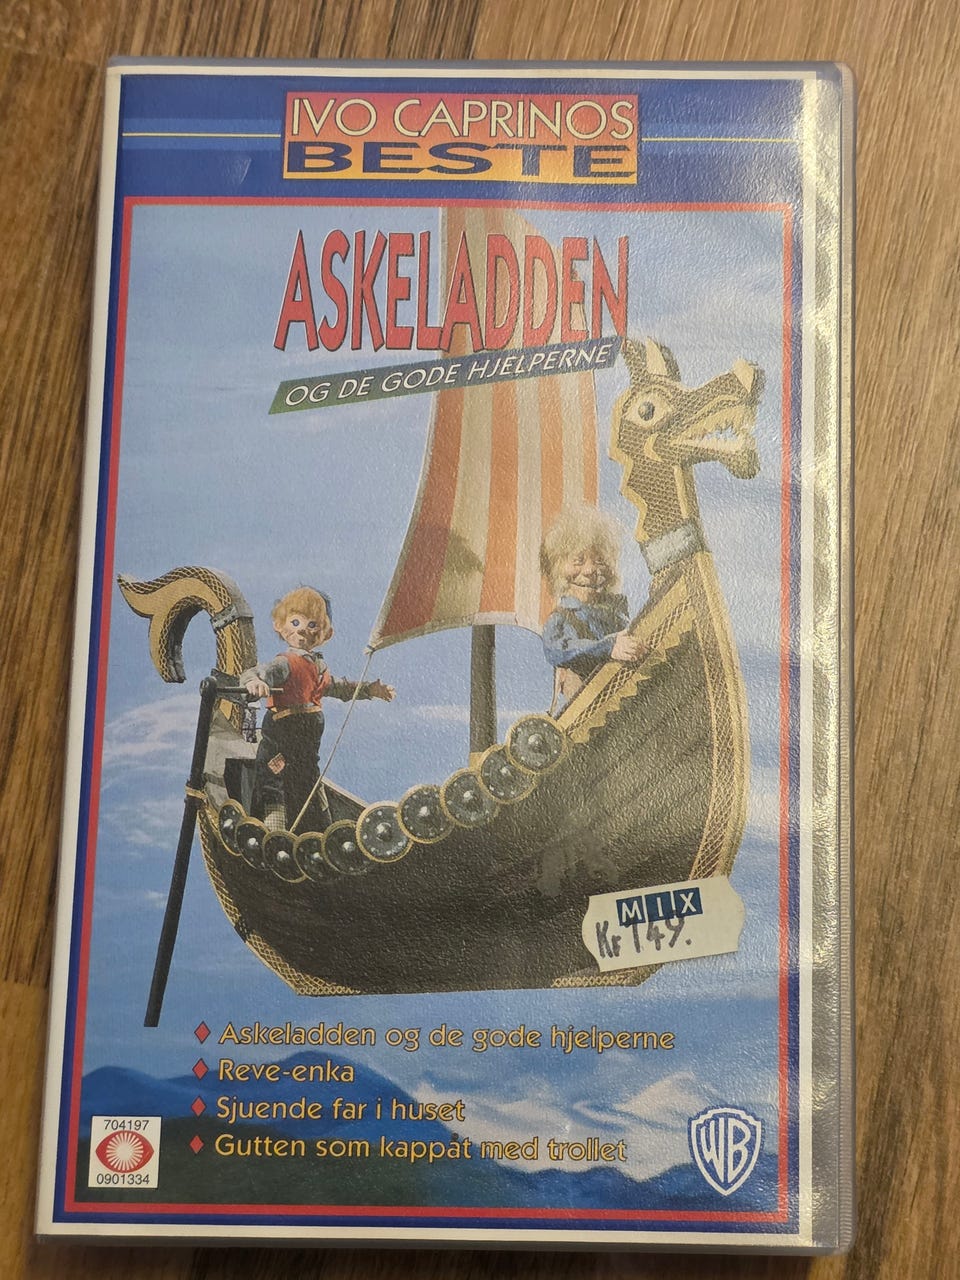 IVO CAPRINOS
BESTE
ASKELADDEN
OG DE GODE HJELPERNE
MIX
Kr 149.
Askeladden og de gode hjelperne
Reve-enka
Sjuende far i huset
Gutten som kappåt med trollet
704197
0901334
WB